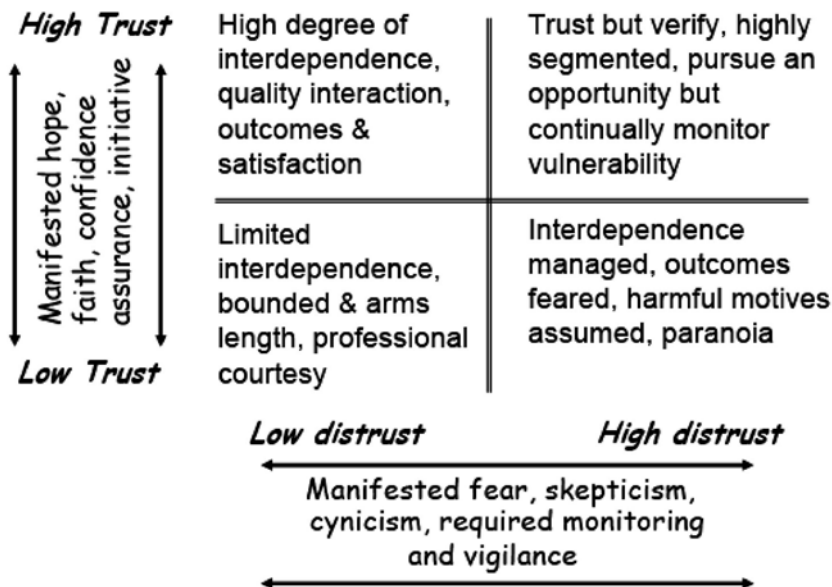 High Trust
Manifested hope,
faith, confidence
assurance, initiative
Low Trust
High degree of
interdependence,
quality interaction,
outcomes &
satisfaction
Trust but verify, highly
segmented, pursue an
opportunity but
continually monitor
vulnerability
Limited
interdependence,
bounded & arms
length, professional
courtesy
Interdependence
managed, outcomes
feared, harmful motives
assumed, paranoia
Low distrust
High distrust
Manifested fear, skepticism,
cynicism, required monitoring
and vigilance